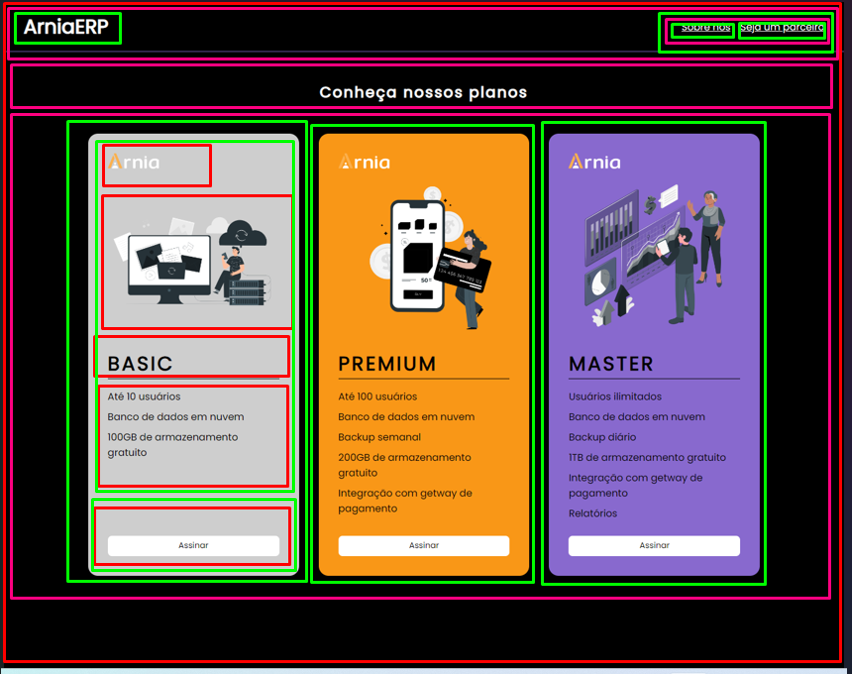 ArniaERP
Sobre nós
Seja um parceiro
Conheça nossos planos
Arnia
BASIC
Até 10 usuários
Banco de dados em nuvem
100GB de armazenamento
gratuito
Assinar
Arnia
PREMIUM
Até 100 usuários
Banco de dados em nuvem
Backup semanal
200GB de armazenamento
gratuito
Integração com getway de
pagamento
Assinar
Arnia
MASTER
Usuários ilimitados
Banco de dados em nuvem
Backup diário
1TB de armazenamento gratuito
Integração com getway de
pagamento
Relatórios
Assinar